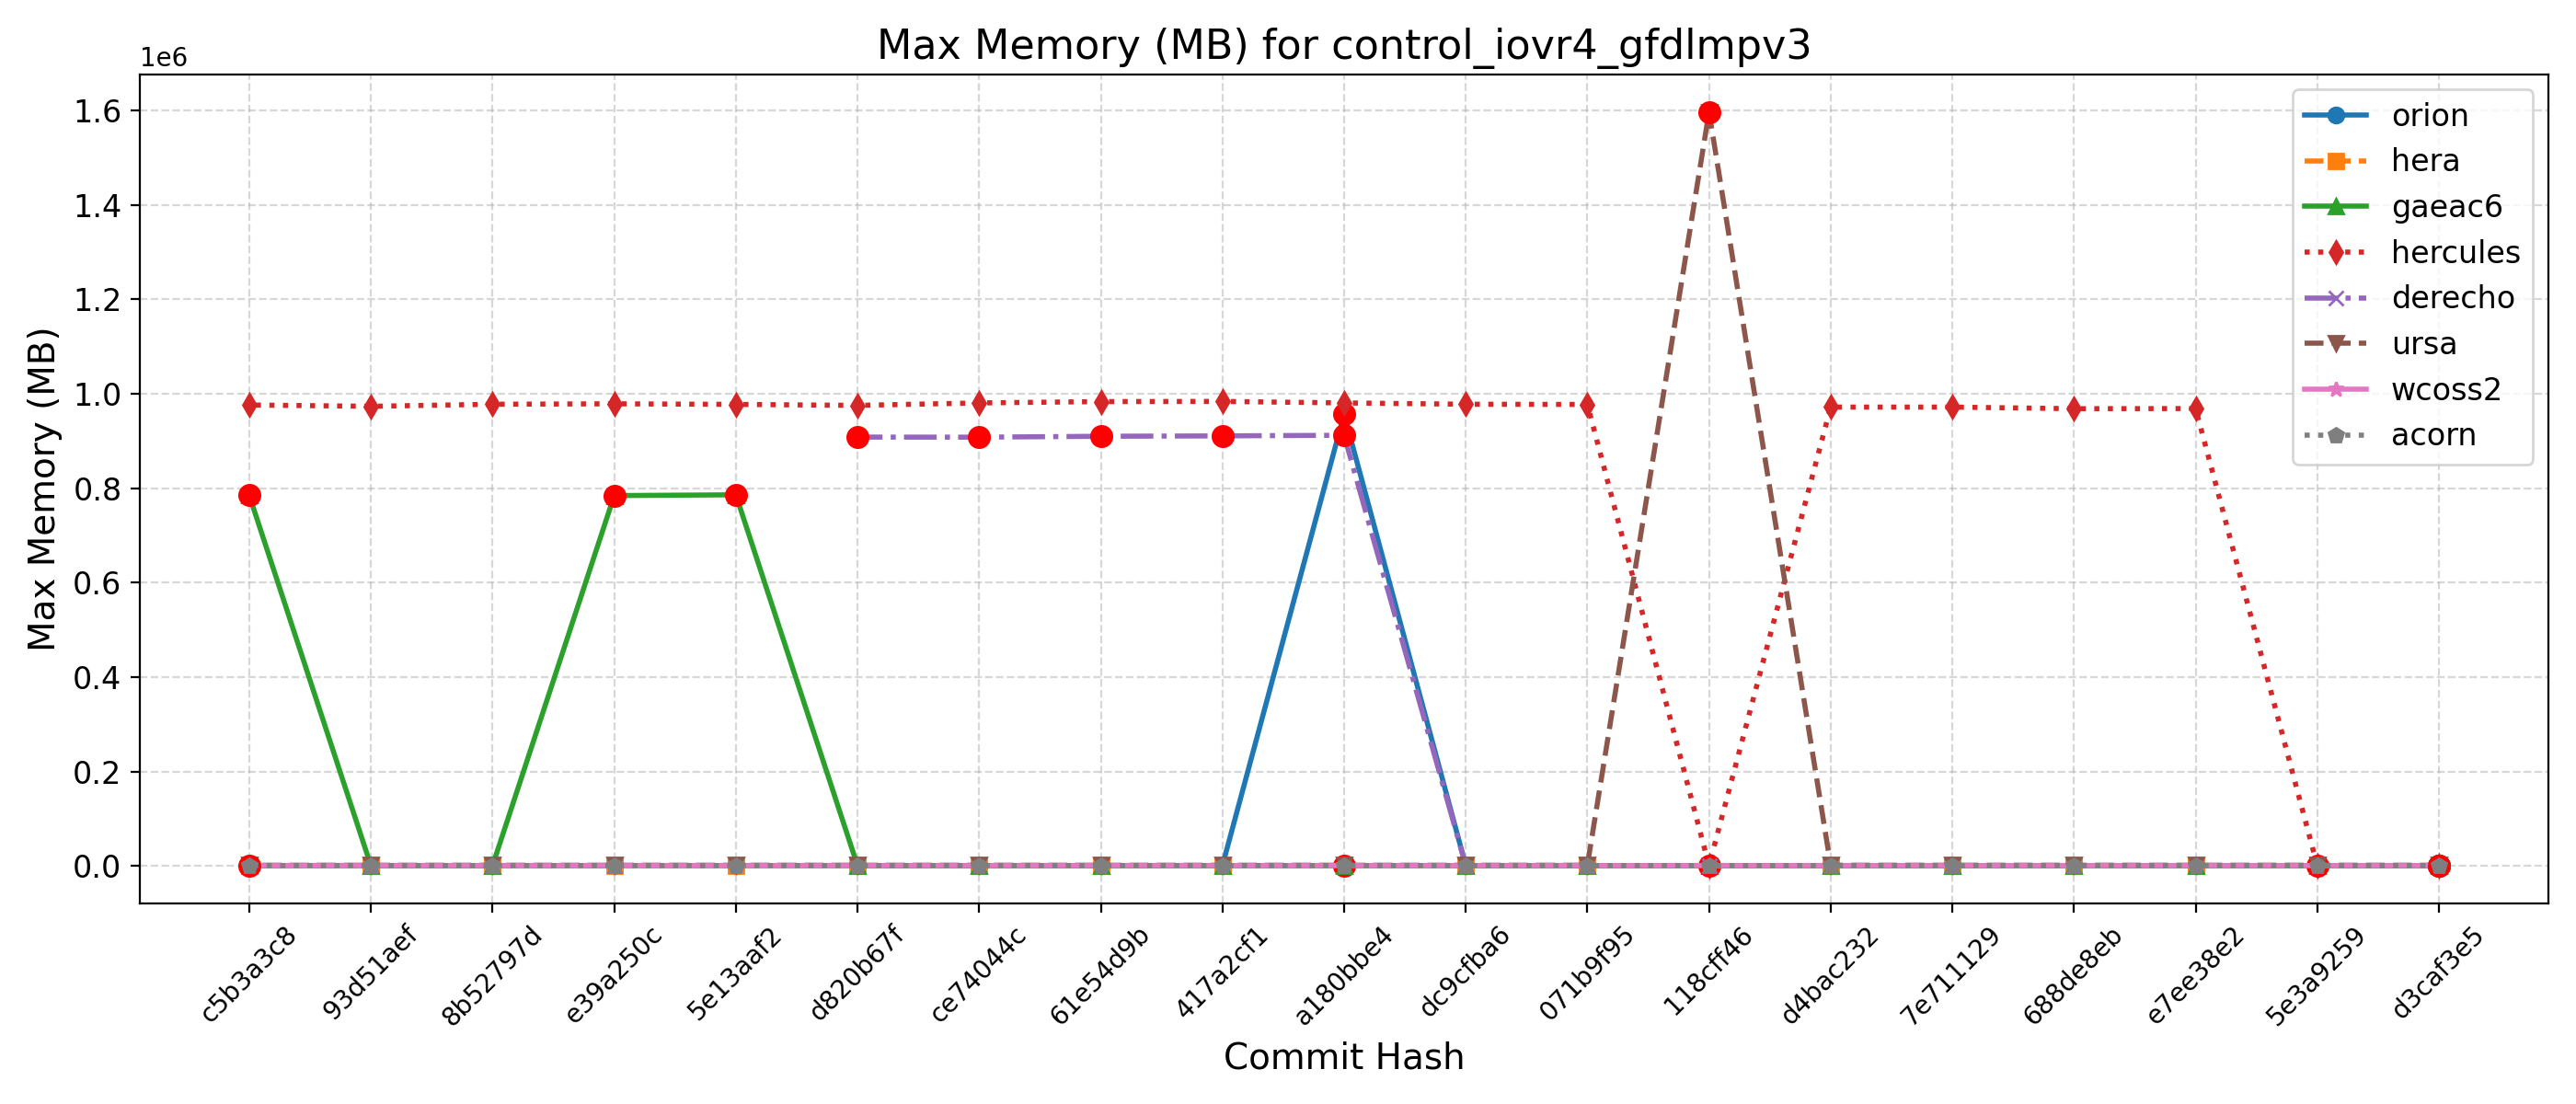 Max Memory (MB) for control_iovr4_gfdlmpv3
1e6
1.6
1.4
1.2
1.0
0.8
0.6
0.4
0.2
0.0
Max Memory (MB)
orion
hera
gaeac6
hercules
derecho
ursa
wcoss2
acorn
c5b3a3c8
93d51aef
8b52797d
e39a250c
5e13aaf2
d820b67f
ce74044c
61e54d9b
417a2cf1
a180bbe4
dc9cfba6
071b9f95
118cff46
d4bac232
7e711129
688de8eb
e7ee38e2
5e3a9259
d3caf3e5
Commit Hash